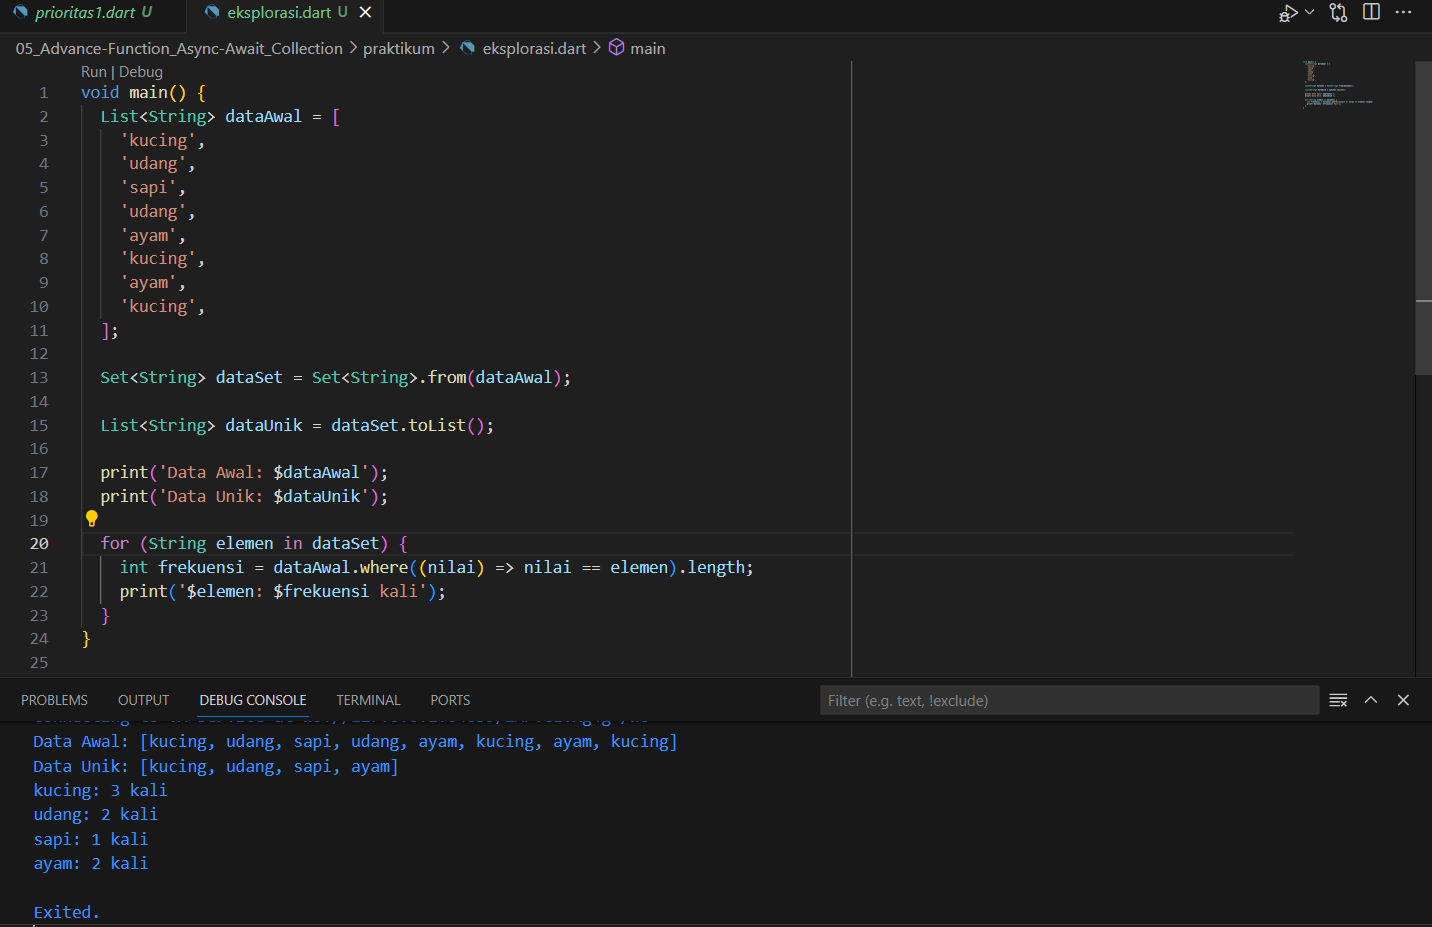 prioritas1.dart U
eksplorasi.dart U
05_Advance-Function_Async-Await_Collection > praktikum > eksplorasi.dart > main
Run | Debug
1 void main() {
2 List<String> dataAwal = [
3 'kucing',
4 'udang',
5 'sapi',
6 'udang',
7 'ayam',
8 'kucing',
9 'ayam',
10 'kucing',
11 ];
12
13 Set<String> dataSet = Set<String>.from(dataAwal);
14
15 List<String> dataUnik = dataSet.toList();
16
17 print('Data Awal: $dataAwal');
18 print('Data Unik: $dataUnik');
19
20 for (String elemen in dataSet) {
21 int frekuensi = dataAwal.where((nilai) => nilai == elemen).length;
22 print('$elemen: $frekuensi kali');
23 }
24 }
25
PROBLEMS OUTPUT DEBUG CONSOLE TERMINAL PORTS Filter (e.g. text, !exclude)
Data Awal: [kucing, udang, sapi, udang, ayam, kucing, ayam, kucing]
Data Unik: [kucing, udang, sapi, ayam]
kucing: 3 kali
udang: 2 kali
sapi: 1 kali
ayam: 2 kali
Exited.